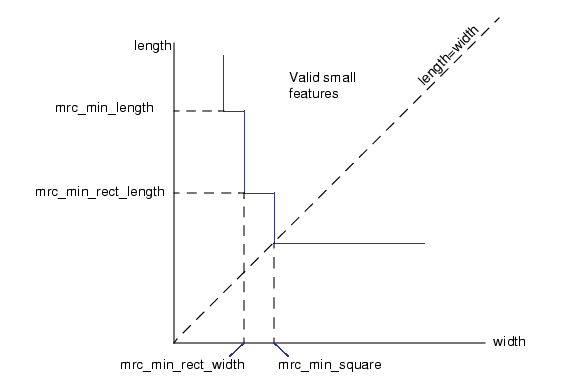 length
length=width
Valid small
features
mrc_min_length
mrc_min_rect_length
width
mrc_min_rect_width
mrc_min_square